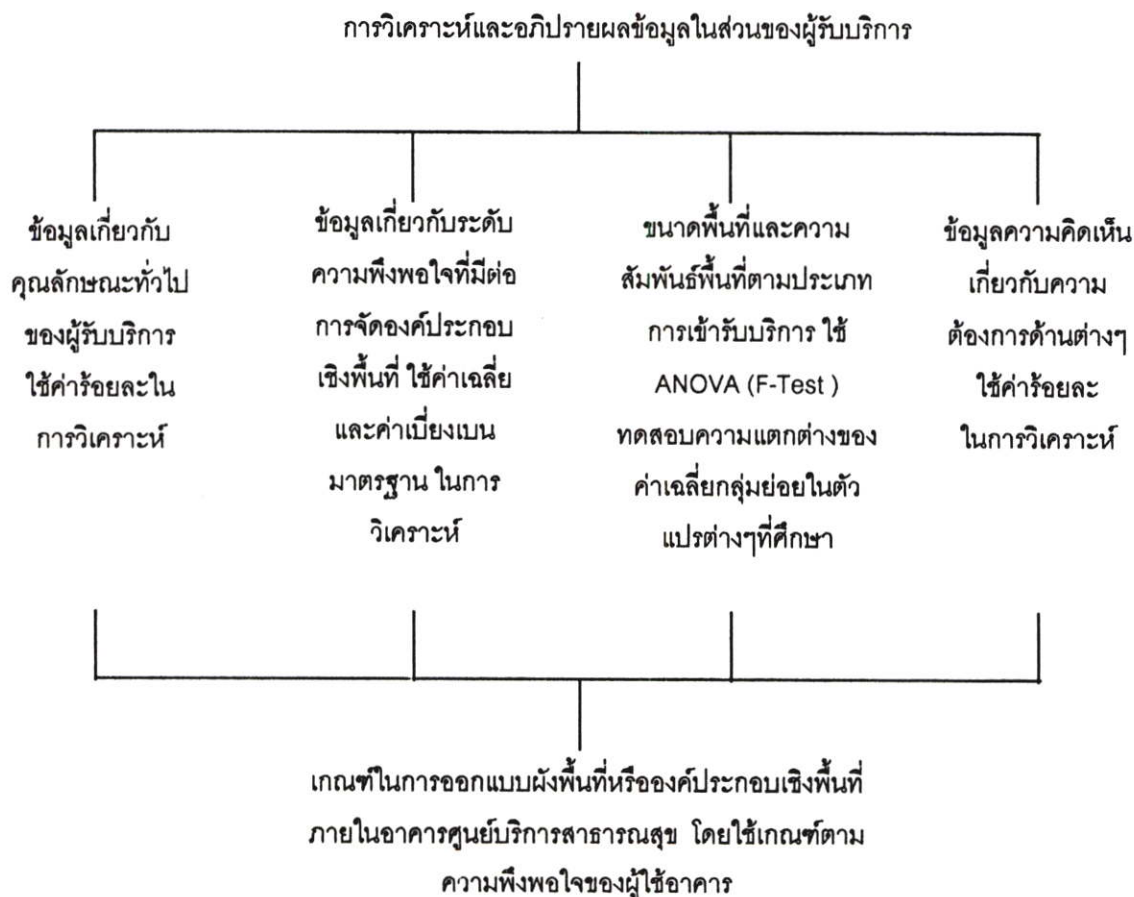 การวิเคราะห์และอภิปรายผลข้อมูลในส่วนของผู้รับบริการ
ข้อมูลเกี่ยวกับ
คุณลักษณะทั่วไป
ของผู้รับบริการ
ใช้ค่าร้อยละใน
การวิเคราะห์
ข้อมูลเกี่ยวกับระดับ
ความพึงพอใจที่มีต่อ
การจัดองค์ประกอบ
เชิงพื้นที่ ใช้ค่าเฉลี่ย
และค่าเบี่ยงเบน
มาตรฐาน ในการ
วิเคราะห์
ขนาดพื้นที่และความ
สัมพันธ์พื้นที่ตามประเภท
การเข้ารับบริการ ใช้
ANOVA (F-Test )
ทดสอบความแตกต่างของ
ค่าเฉลี่ยกลุ่มย่อยในตัว
แปรต่างๆที่ศึกษา
ข้อมูลความคิดเห็น
เกี่ยวกับความ
ต้องการด้านต่างๆ
ใช้ค่าร้อยละ
ในการวิเคราะห์
เกณฑ์ในการออกแบบผังพื้นที่หรือองค์ประกอบเชิงพื้นที่
ภายในอาคารศูนย์บริการสาธารณสุข โดยใช้เกณฑ์ตาม
ความพึงพอใจของผู้ใช้อาคาร